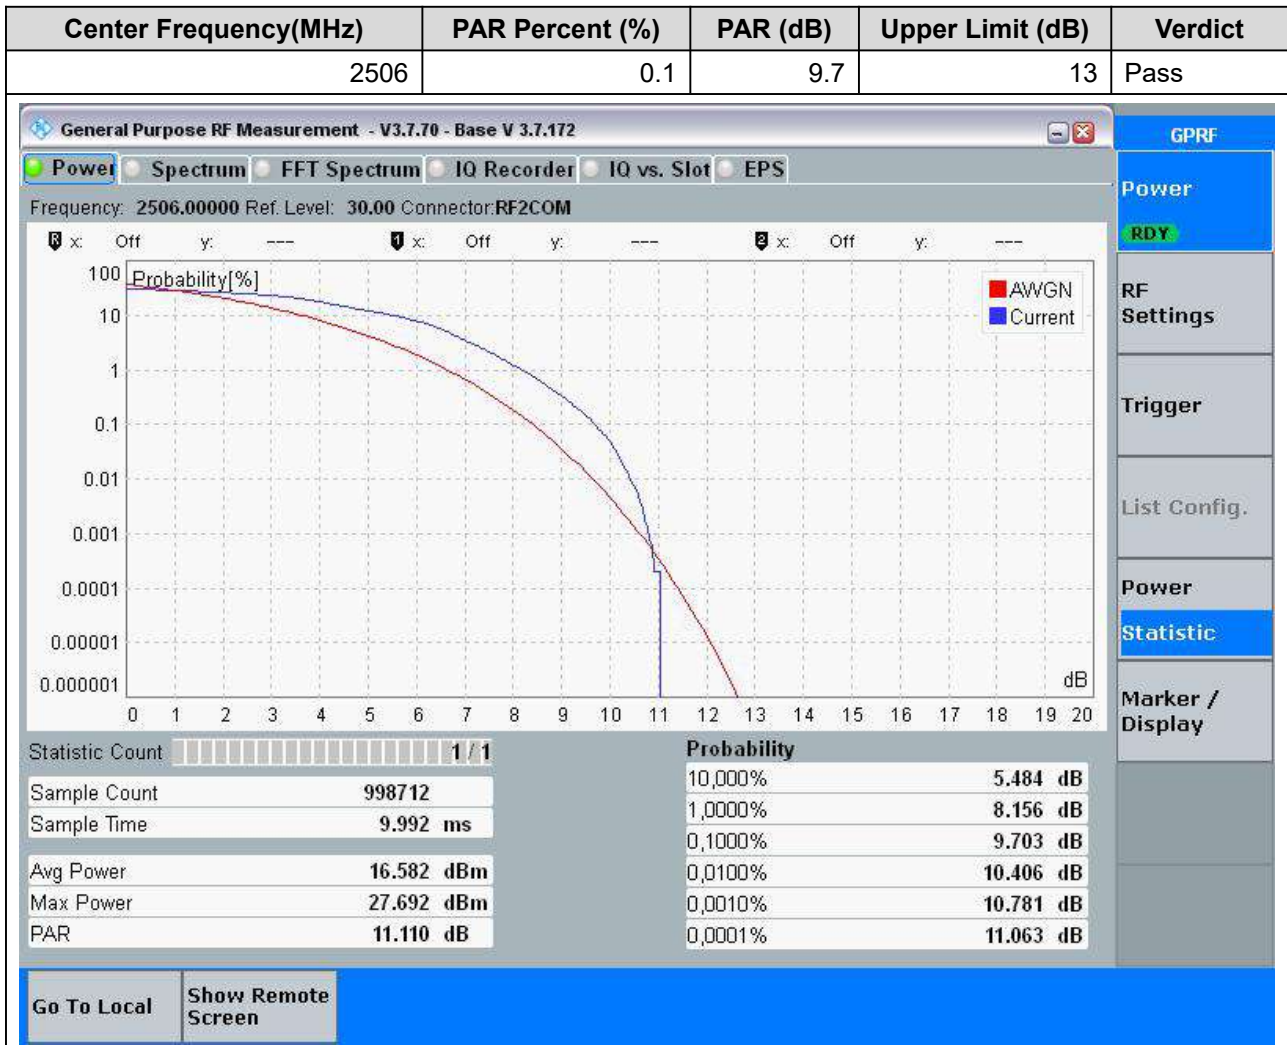 Center Frequency(MHz) PAR Percent (%) PAR (dB) Upper Limit (dB) Verdict
2506 0.1 9.7 13 Pass
General Purpose RF Measurement - V3.7.70 - Base V 3.7.172
GPRF
Power Spectrum FFT Spectrum IQ Recorder IQ vs. Slot EPS
Power
RDY
Frequency: 2506.00000 Ref. Level: 30.00 Connector:RF2COM
R x: Off y: --- 1 x: Off y: --- 2 x: Off y: ---
Probability[%]
AWGN
Current
100
10
1
0.1
0.01
0.001
0.0001
0.00001
0.000001
dB
0 1 2 3 4 5 6 7 8 9 10 11 12 13 14 15 16 17 18 19 20
RF
Settings
Trigger
List Config.
Power
Statistic
Marker /
Display
Statistic Count 1 / 1
Sample Count 998712
Sample Time 9.992 ms
Avg Power 16.582 dBm
Max Power 27.692 dBm
PAR 11.110 dB
Probability
10,000% 5.484 dB
1,0000% 8.156 dB
0,1000% 9.703 dB
0,0100% 10.406 dB
0,0010% 10.781 dB
0,0001% 11.063 dB
Go To Local
Show Remote
Screen